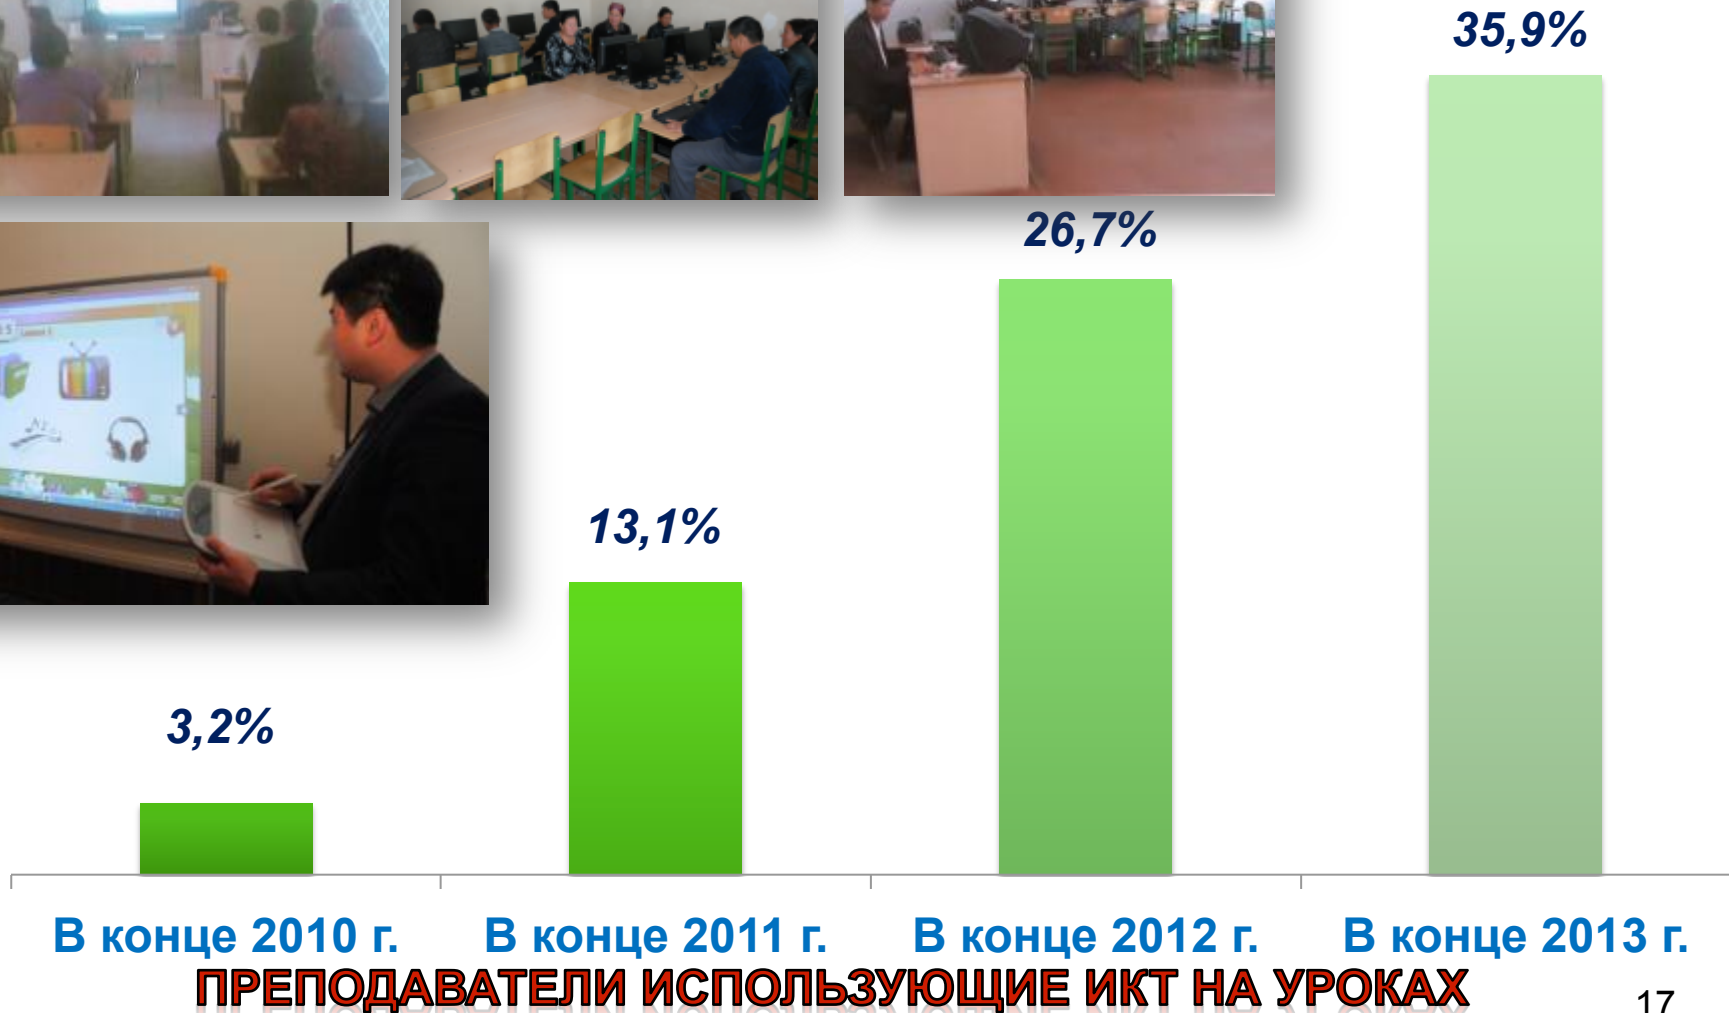 35,9%
26,7%
13,1%
3,2%
В конце 2010 г.
В конце 2011 г.
В конце 2012 г.
В конце 2013 г.
ПРЕПОДАВАТЕЛИ ИСПОЛЬЗУЮЩИЕ ИКТ НА УРОКАХ
17